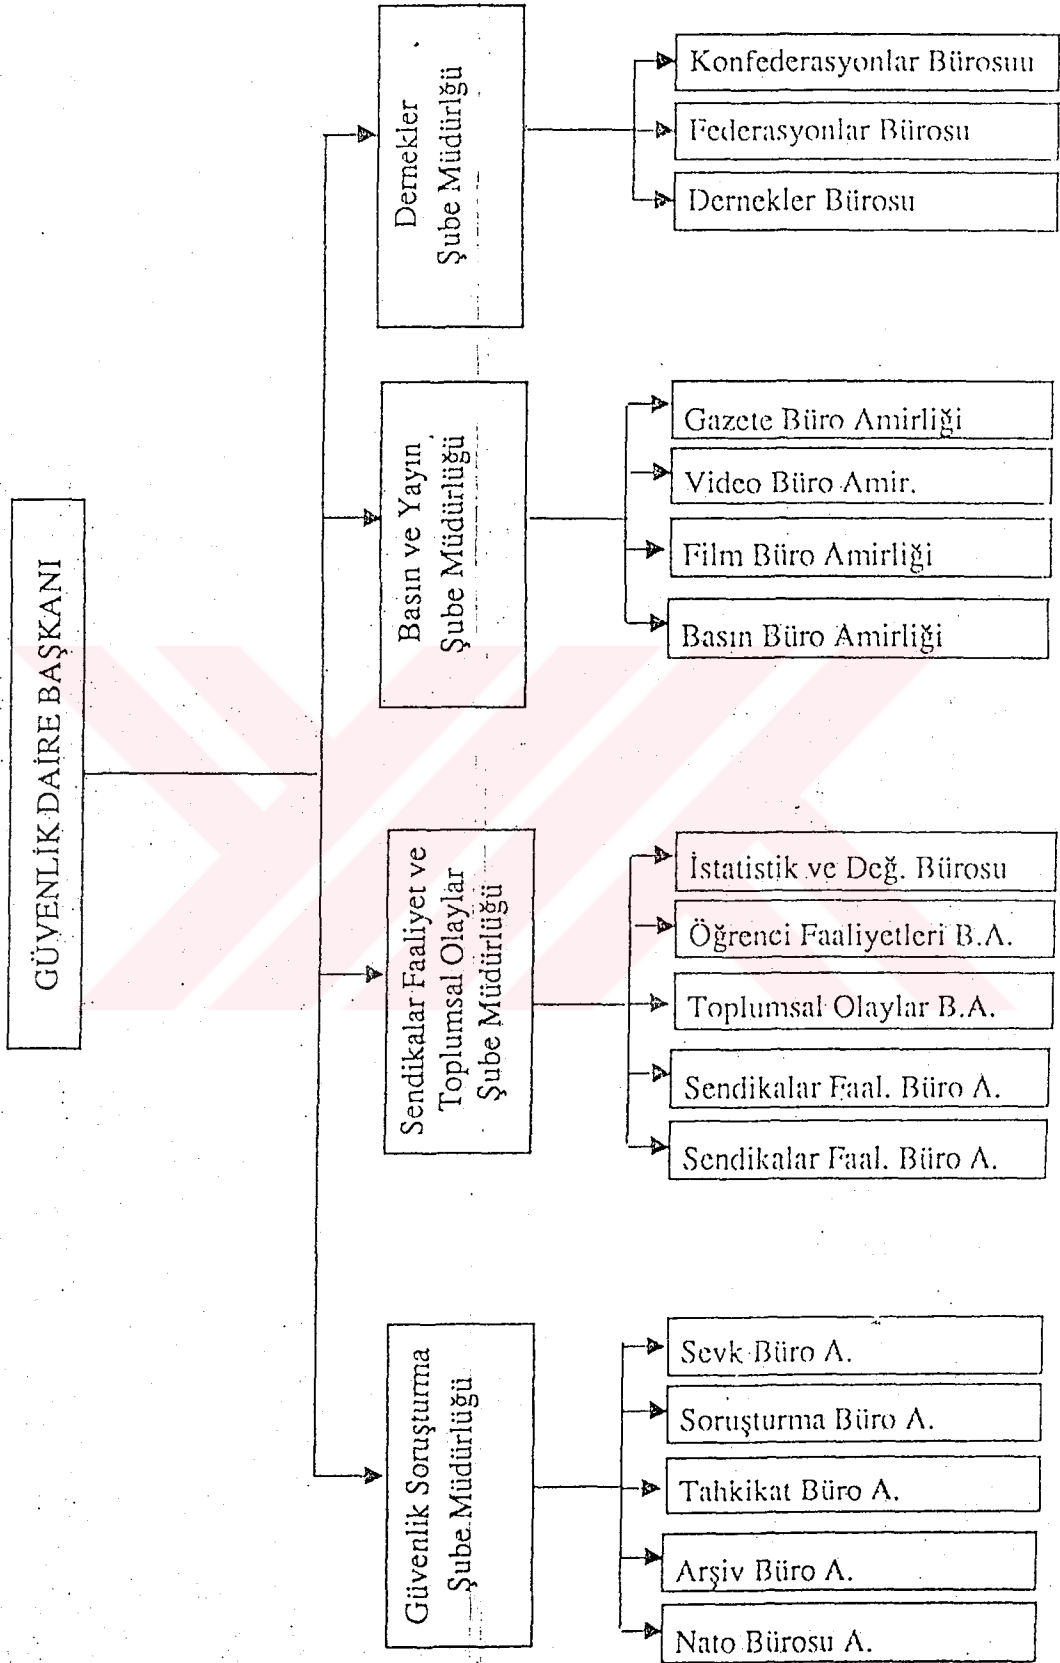 GÜVENLİK DAİRE BAŞKANI
Dernekler
Şube Müdürlğü
Konfederasyonlar Bürosuu
Federasyonlar Bürosu
Dernekler Bürosu
Basın ve Yayın
Şube Müdürlüğü
Gazete Büro Amirliği
Video Büro Amir.
Film Büro Amirliği
Basın Büro Amirliği
Sendikalar Faaliyet ve
Toplumsal Olaylar
Şube Müdürlüğü
İstatistik ve Değ. Bürosu
Öğrenci Faaliyetleri B.A.
Toplumsal Olaylar B.A.
Sendikalar Faal. Büro A.
Sendikalar Faal. Büro A.
Güvenlik Soruşturma
Şube Müdürlüğü
Sevk Büro A.
Soruşturma Büro A.
Tahkikat Büro A.
Arşiv Büro A.
Nato Bürosu A.